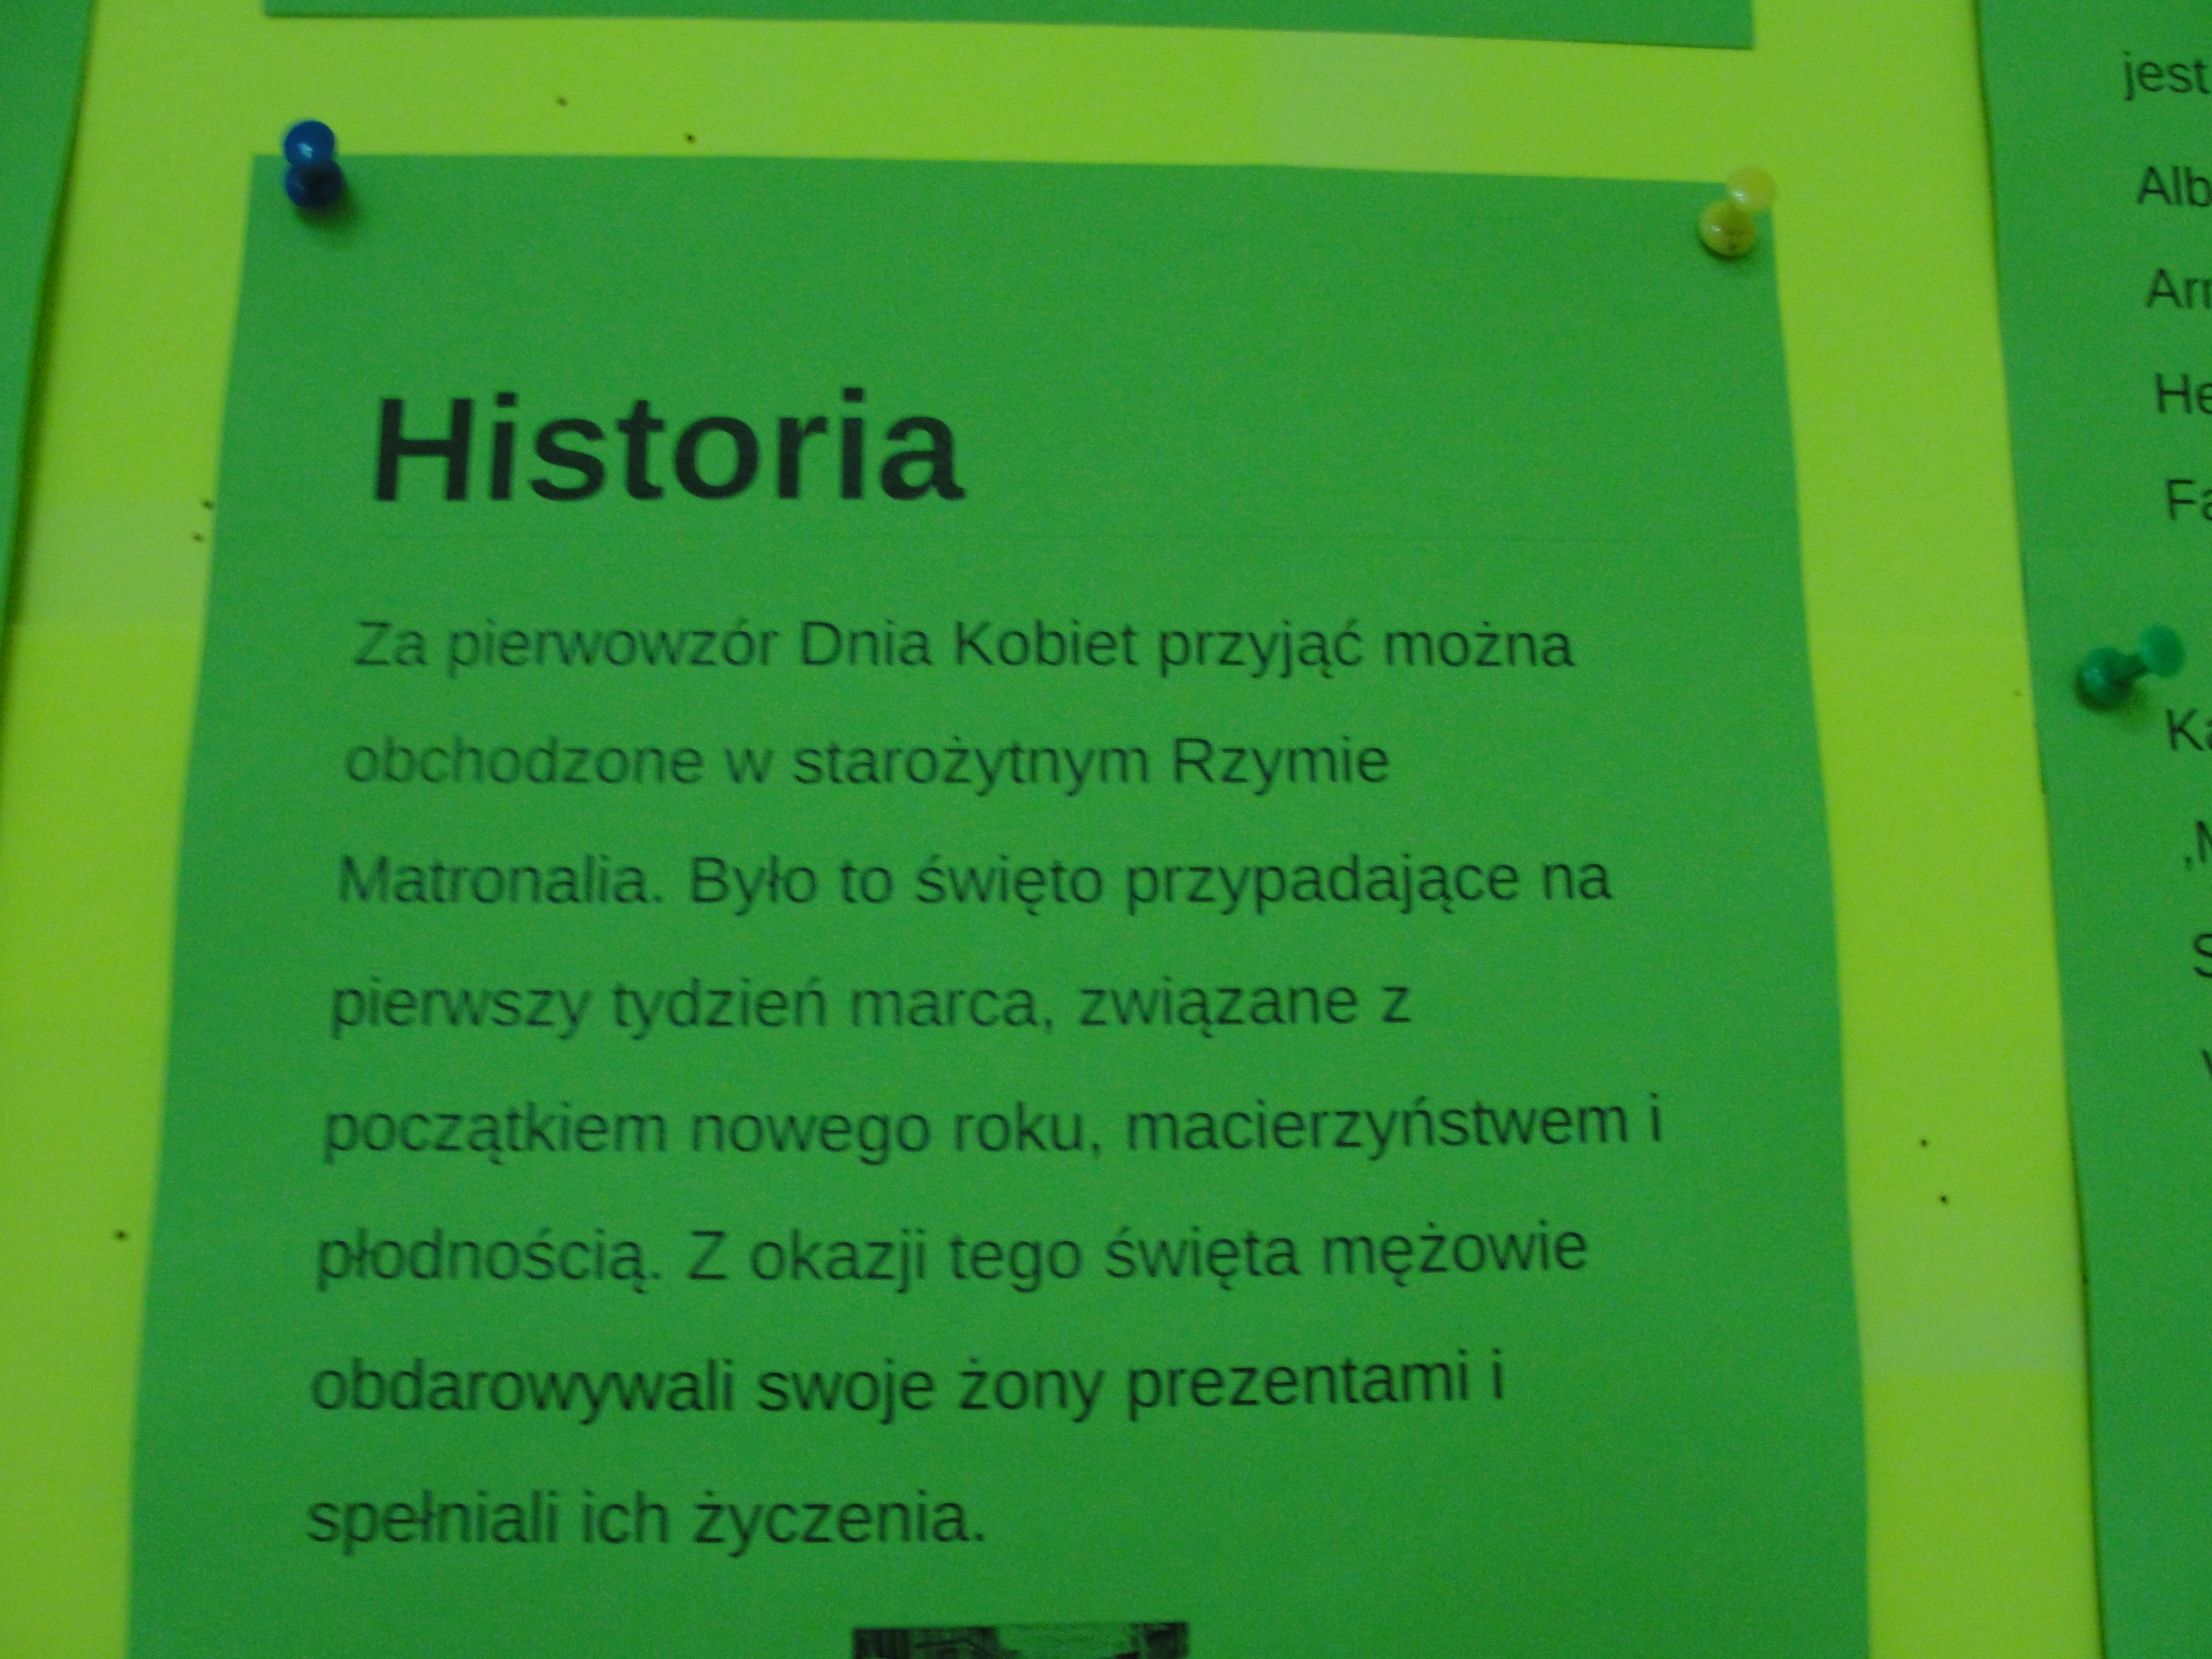 Historia
Za pierwowzór Dnia Kobiet przyjąć można
obchodzone w starożytnym Rzymie
Matronalia. Było to święto przypadające na
pierwszy tydzień marca, związane z
początkiem nowego roku, macierzyństwem i
płodnością. Z okazji tego święta mężowie
obdarowywali swoje żony prezentami i
spełniali ich życzenia.
jest